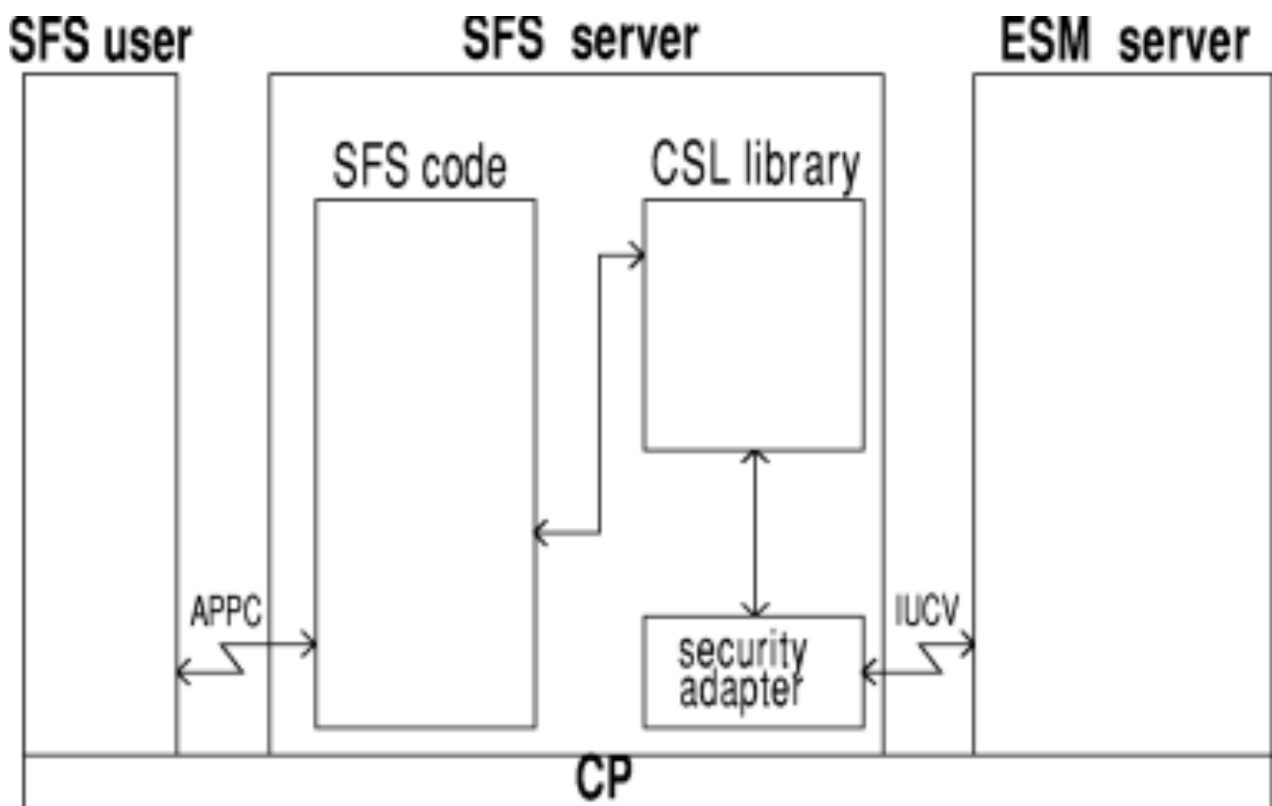 SFS user
SFS server
ESM server
SFS code
CSL library
APPC
IUCV
security
adapter
CP